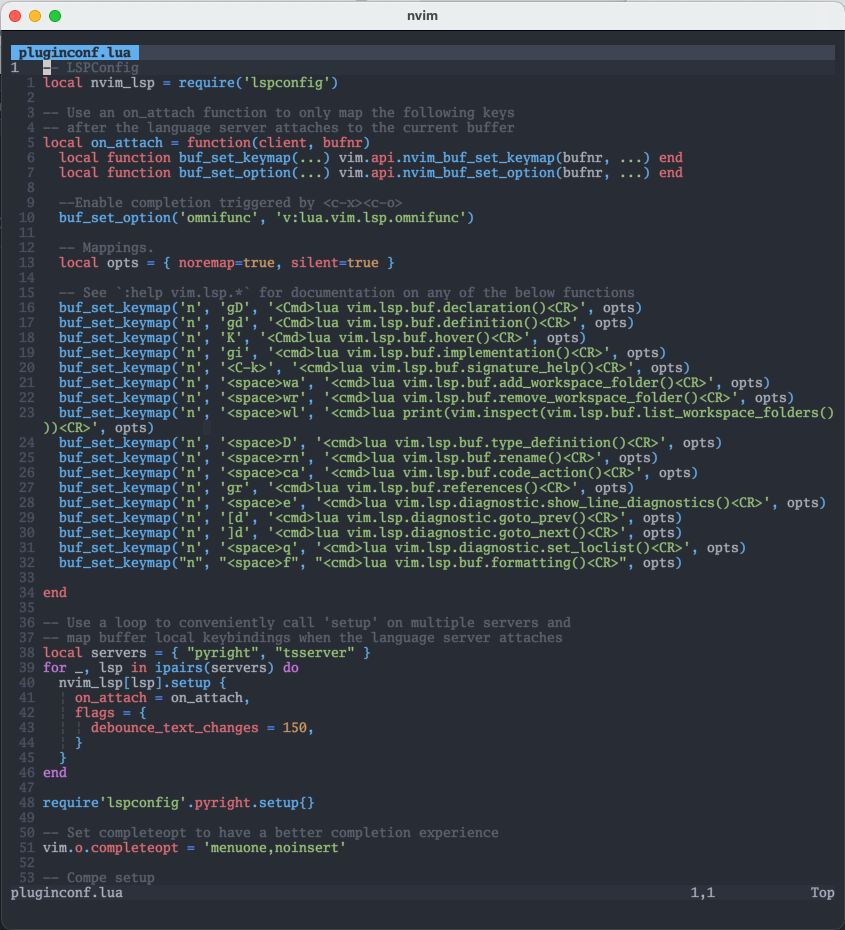 nvim
pluginconf.lua
1   -- LSPConfig
  1 local nvim_lsp = require('lspconfig')
  2
  3 -- Use an on_attach function to only map the following keys
  4 -- after the language server attaches to the current buffer
  5 local on_attach = function(client, bufnr)
  6   local function buf_set_keymap(...) vim.api.nvim_buf_set_keymap(bufnr, ...) end
  7   local function buf_set_option(...) vim.api.nvim_buf_set_option(bufnr, ...) end
  8
  9   --Enable completion triggered by <c-x><c-o>
 10   buf_set_option('omnifunc', 'v:lua.vim.lsp.omnifunc')
 11
 12   -- Mappings.
 13   local opts = { noremap=true, silent=true }
 14
 15   -- See `:help vim.lsp.*` for documentation on any of the below functions
 16   buf_set_keymap('n', 'gD', '<Cmd>lua vim.lsp.buf.declaration()<CR>', opts)
 17   buf_set_keymap('n', 'gd', '<Cmd>lua vim.lsp.buf.definition()<CR>', opts)
 18   buf_set_keymap('n', 'K', '<Cmd>lua vim.lsp.buf.hover()<CR>', opts)
 19   buf_set_keymap('n', 'gi', '<cmd>lua vim.lsp.buf.implementation()<CR>', opts)
 20   buf_set_keymap('n', '<C-k>', '<cmd>lua vim.lsp.buf.signature_help()<CR>', opts)
 21   buf_set_keymap('n', '<space>wa', '<cmd>lua vim.lsp.buf.add_workspace_folder()<CR>', opts)
 22   buf_set_keymap('n', '<space>wr', '<cmd>lua vim.lsp.buf.remove_workspace_folder()<CR>', opts)
 23   buf_set_keymap('n', '<space>wl', '<cmd>lua print(vim.inspect(vim.lsp.buf.list_workspace_folders()
))<CR>', opts)
 24   buf_set_keymap('n', '<space>D', '<cmd>lua vim.lsp.buf.type_definition()<CR>', opts)
 25   buf_set_keymap('n', '<space>rn', '<cmd>lua vim.lsp.buf.rename()<CR>', opts)
 26   buf_set_keymap('n', '<space>ca', '<cmd>lua vim.lsp.buf.code_action()<CR>', opts)
 27   buf_set_keymap('n', 'gr', '<cmd>lua vim.lsp.buf.references()<CR>', opts)
 28   buf_set_keymap('n', '<space>e', '<cmd>lua vim.lsp.diagnostic.show_line_diagnostics()<CR>', opts)
 29   buf_set_keymap('n', '[d', '<cmd>lua vim.lsp.diagnostic.goto_prev()<CR>', opts)
 30   buf_set_keymap('n', ']d', '<cmd>lua vim.lsp.diagnostic.goto_next()<CR>', opts)
 31   buf_set_keymap('n', '<space>q', '<cmd>lua vim.lsp.diagnostic.set_loclist()<CR>', opts)
 32   buf_set_keymap("n", "<space>f", "<cmd>lua vim.lsp.buf.formatting()<CR>", opts)
 33
 34 end
 35
 36 -- Use a loop to conveniently call 'setup' on multiple servers and
 37 -- map buffer local keybindings when the language server attaches
 38 local servers = { "pyright", "tsserver" }
 39 for _, lsp in ipairs(servers) do
 40   nvim_lsp[lsp].setup {
 41     on_attach = on_attach,
 42     flags = {
 43       debounce_text_changes = 150,
 44     }
 45   }
 46 end
 47
 48 require'lspconfig'.pyright.setup{}
 49
 50 -- Set completeopt to have a better completion experience
 51 vim.o.completeopt = 'menuone,noinsert'
 52
 53 -- Compe setup
pluginconf.lua 1,1 Top